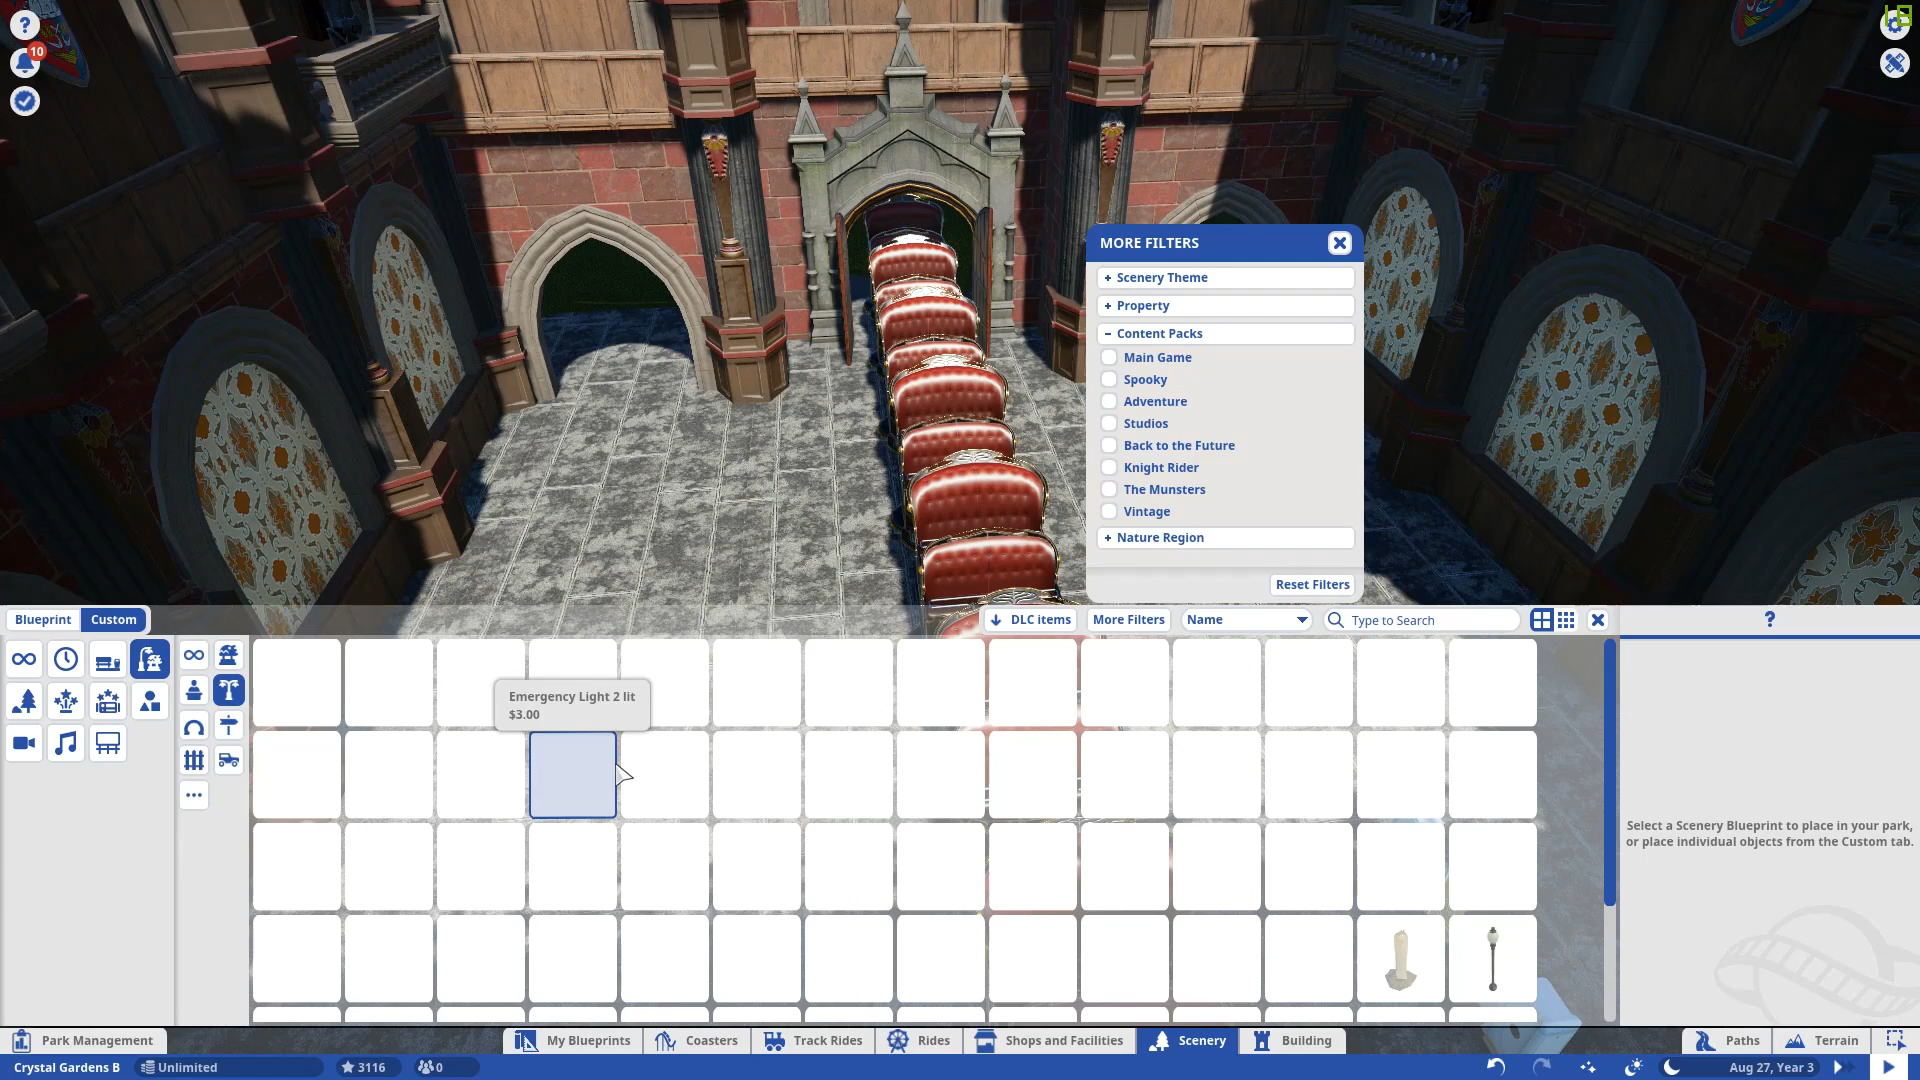 10
MORE FILTERS
+ Scenery Theme
+ Property
- Content Packs
Main Game
Spooky
Adventure
Studios
Back to the Future
Knight Rider
The Munsters
Vintage
+ Nature Region
Reset Filters
Blueprint
Custom
DLC items
More Filters
Name
Type to Search
?
Emergency Light 2 lit
$3.00
Select a Scenery Blueprint to place in your park,
or place individual objects from the Custom tab.
Park Management
My Blueprints
Coasters
Track Rides
Rides
Shops and Facilities
Scenery
Building
Paths
Terrain
Crystal Gardens B
Unlimited
3116
0
Aug 27, Year 3